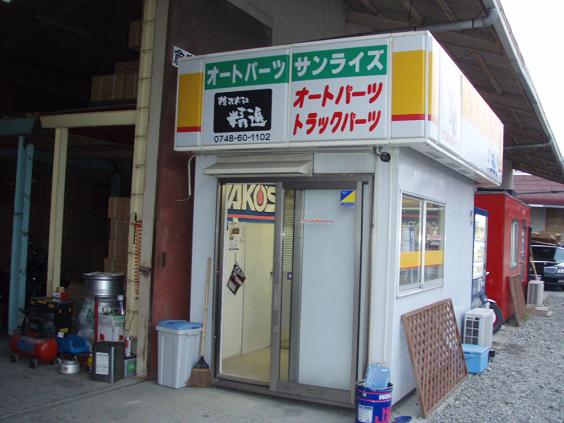 オートパーツ サンライズ
株式会社
精進
0748-60-1102
オートパーツ
トラックパーツ
WAKO'S